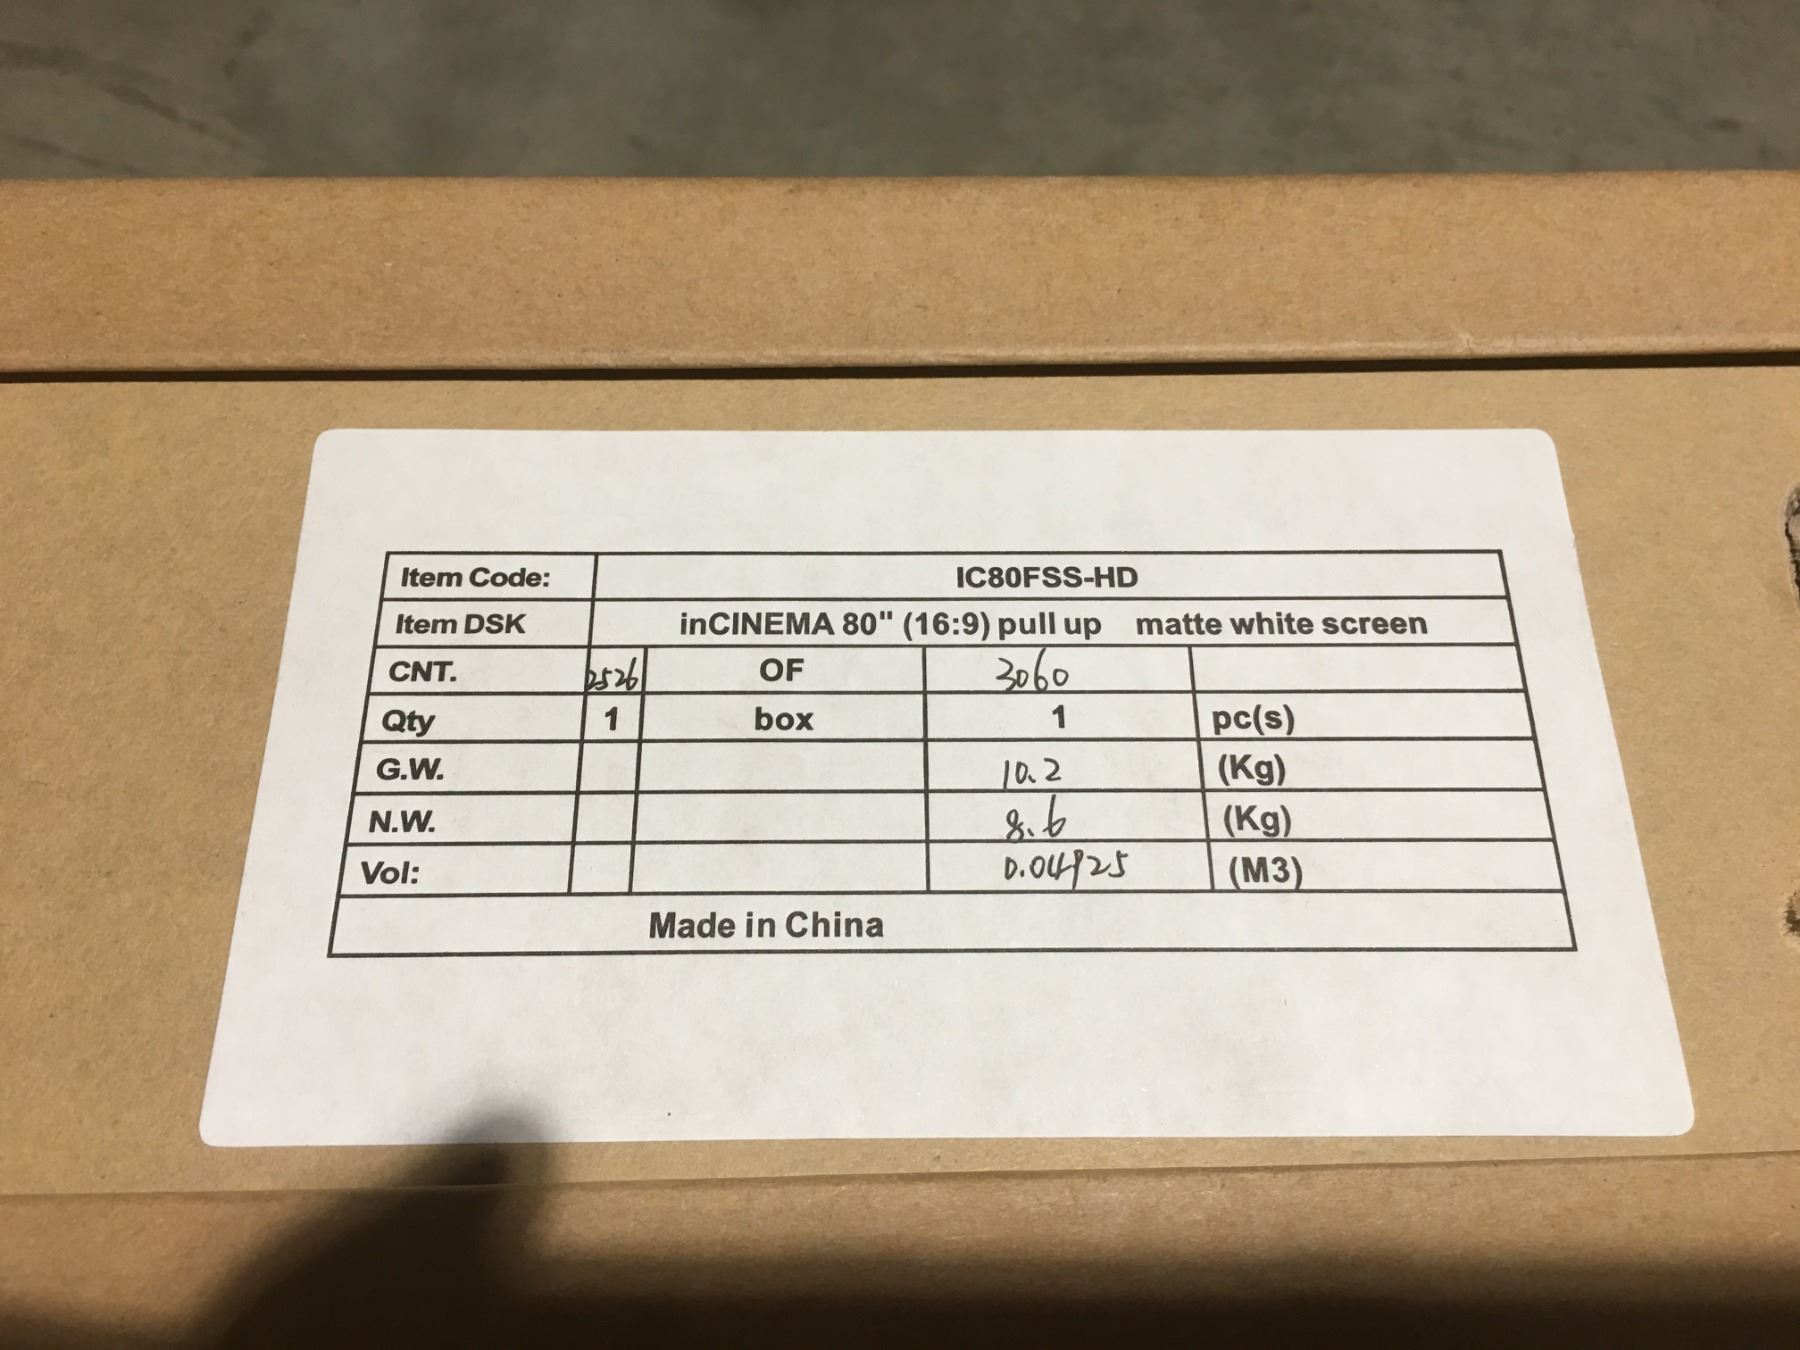 Item Code: IC80FSS-HD
Item DSK inCINEMA 80" (16:9) pull up matte white screen
CNT. 2526 OF 3060
Qty 1 box 1 pc(s)
G.W. 10.2 (Kg)
N.W. 8.6 (Kg)
Vol: 0.04925 (M3)
Made in China